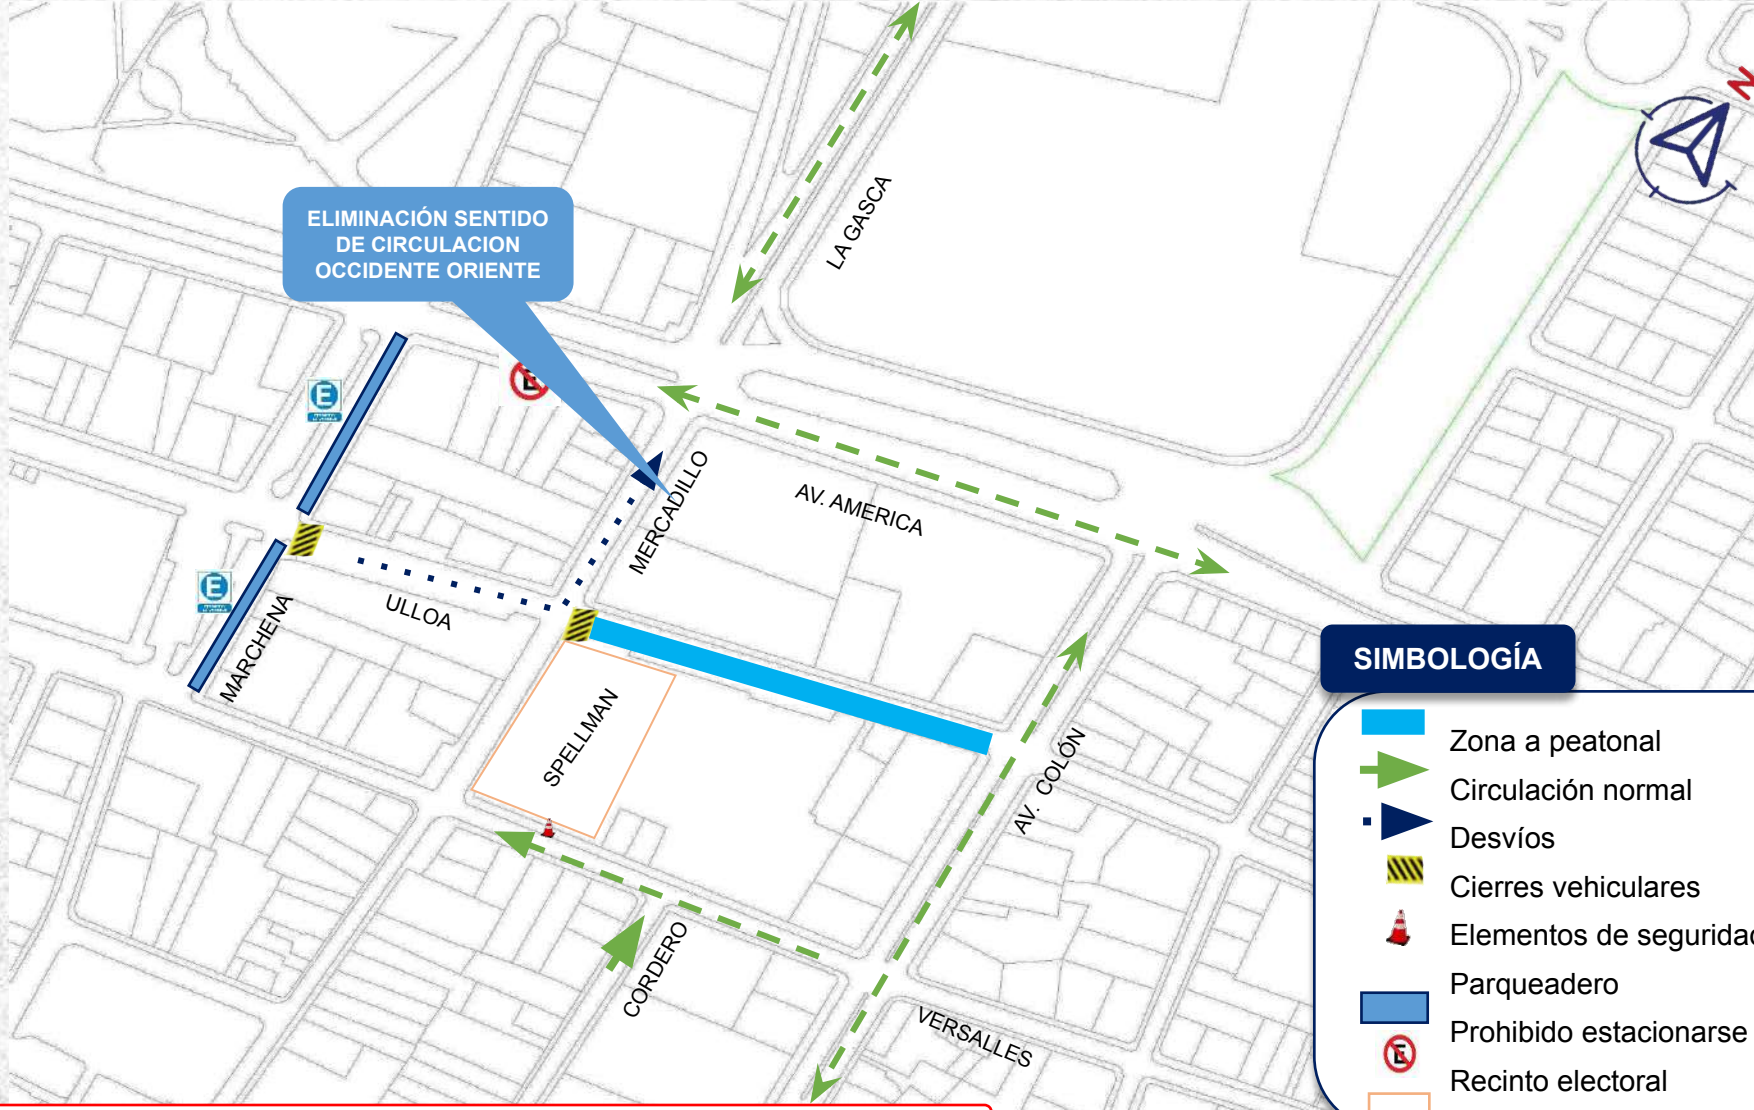 N
LA GASCA
ELIMINACIÓN SENTIDO
DE CIRCULACION
OCCIDENTE ORIENTE
E
E
E
MERCADILLO
AV. AMERICA
ULLOA
MARCHENA
SPELLMAN
AV. COLÓN
CORDERO
VERSALLES
SIMBOLOGÍA
Zona a peatonal
Circulación normal
Desvíos
Cierres vehiculares
Elementos de seguridad
Parqueadero
Prohibido estacionarse
E
Recinto electoral